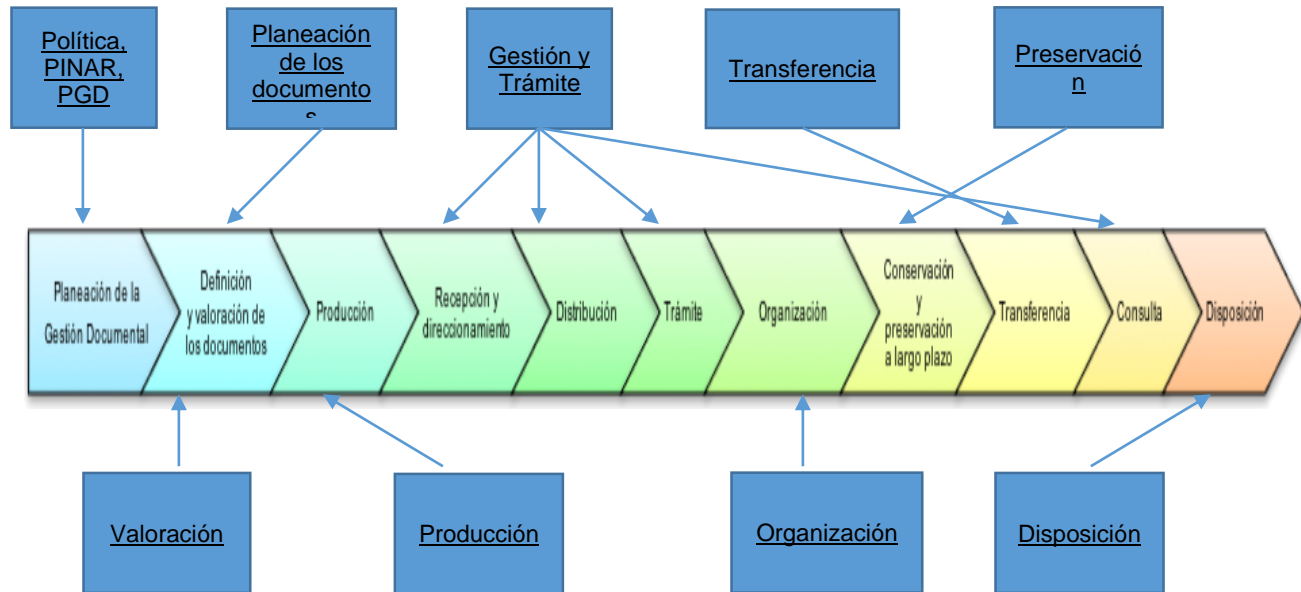 Política,
PINAR,
PGD
Planeación
de los
documento
s
Gestión y
Trámite
Transferencia
Preservació
n
Planeación de la
Gestión Documental
Definición
y valoración de
los documentos
Producción
Recepción y
direccionamiento
Distribución
Trámite
Organización
Conservación
y
preservación
a largo plazo
Transferencia
Consulta
Disposición
Valoración
Producción
Organización
Disposición